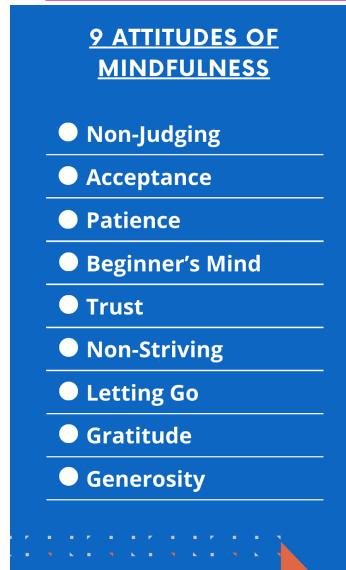 9 ATTITUDES OF
MINDFULNESS
Non-Judging
Acceptance
Patience
Beginner’s Mind
Trust
Non-Striving
Letting Go
Gratitude
Generosity